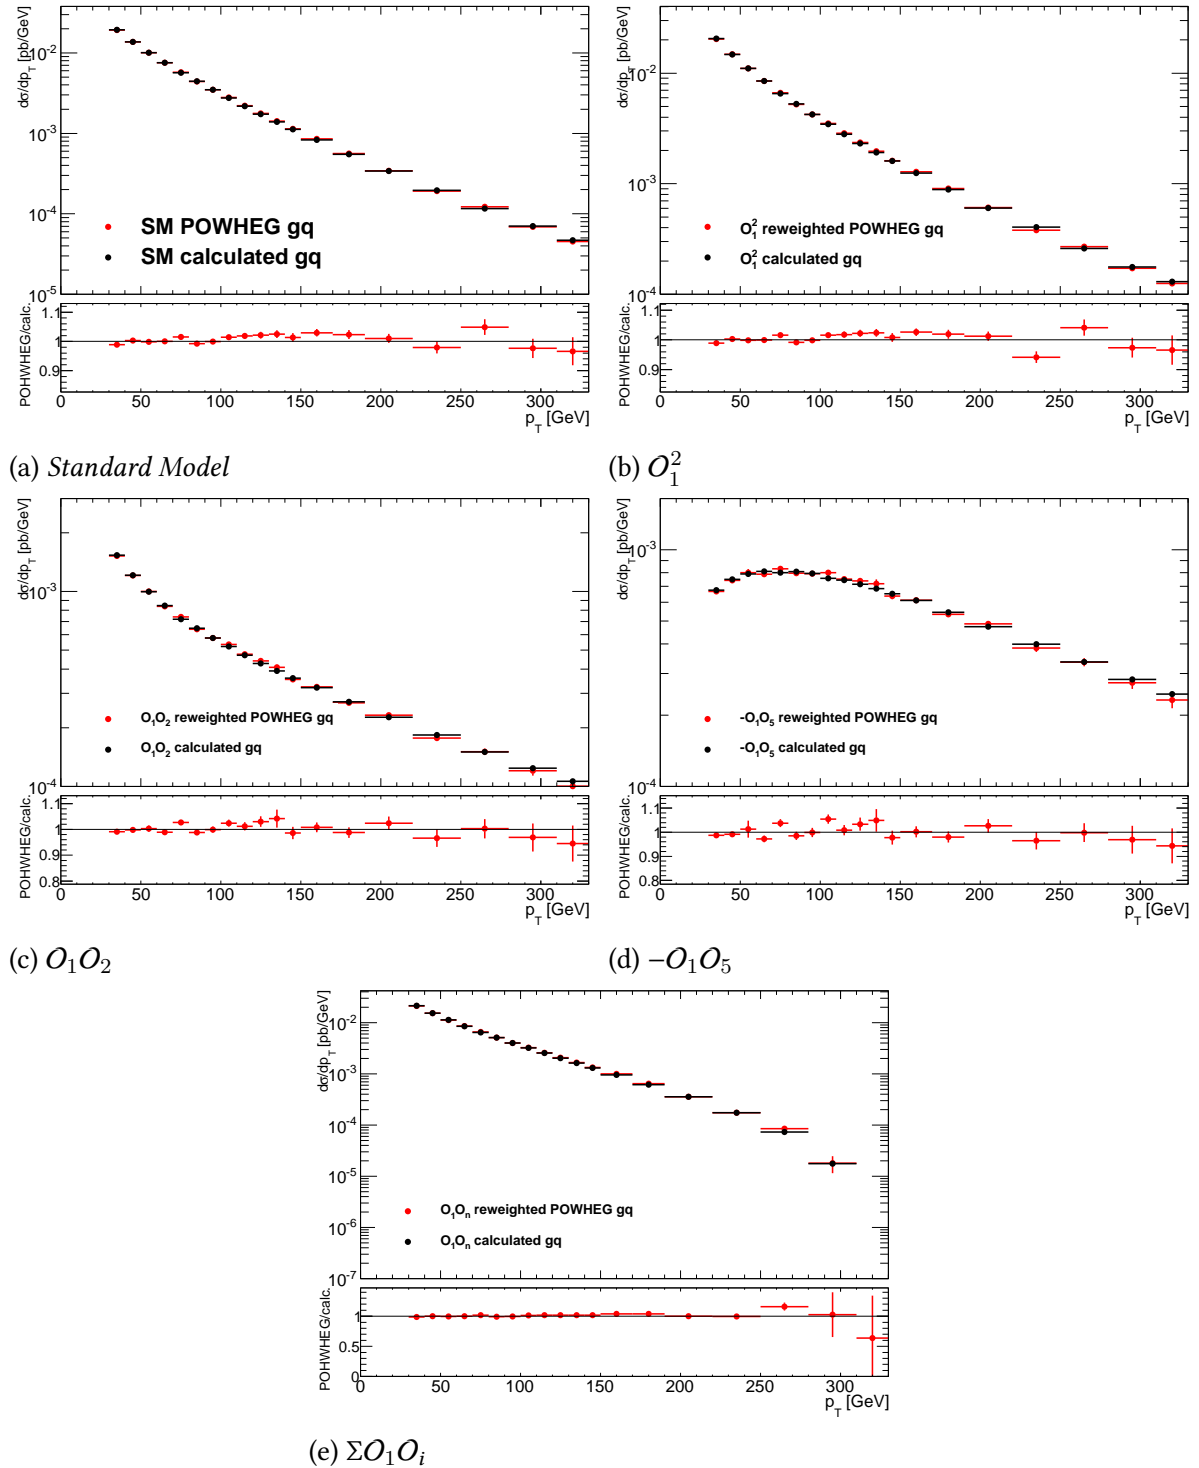 dσ/dp_T [pb/GeV]
10^-2
10^-3
10^-4
10^-5
SM POWHEG gq
SM calculated gq
POHWHEG/calc.
1.1
1
0.9
0 50 100 150 200 250 300
p_T [GeV]
(a) Standard Model
dσ/dp_T [pb/GeV]
10^-2
10^-3
10^-4
O_1^2 reweighted POWHEG gq
O_1^2 calculated gq
POHWHEG/calc.
1.1
1
0.9
0 50 100 150 200 250 300
p_T [GeV]
(b) O_1^2
dσ/dp_T [pb/GeV]
10^-3
10^-4
O_1O_2 reweighted POWHEG gq
O_1O_2 calculated gq
POHWHEG/calc.
1.1
1
0.9
0.8
0 50 100 150 200 250 300
p_T [GeV]
(c) O_1O_2
dσ/dp_T [pb/GeV]
10^-3
10^-4
-O_1O_5 reweighted POWHEG gq
-O_1O_5 calculated gq
POHWHEG/calc.
1.1
1
0.9
0.8
0 50 100 150 200 250 300
p_T [GeV]
(d) −O_1O_5
dσ/dp_T [pb/GeV]
10^-2
10^-3
10^-4
10^-5
10^-6
10^-7
O_1O_n reweighted POWHEG gq
O_1O_n calculated gq
POHWHEG/calc.
1
0.5
0
0 50 100 150 200 250 300
p_T [GeV]
(e) ΣO_1O_i